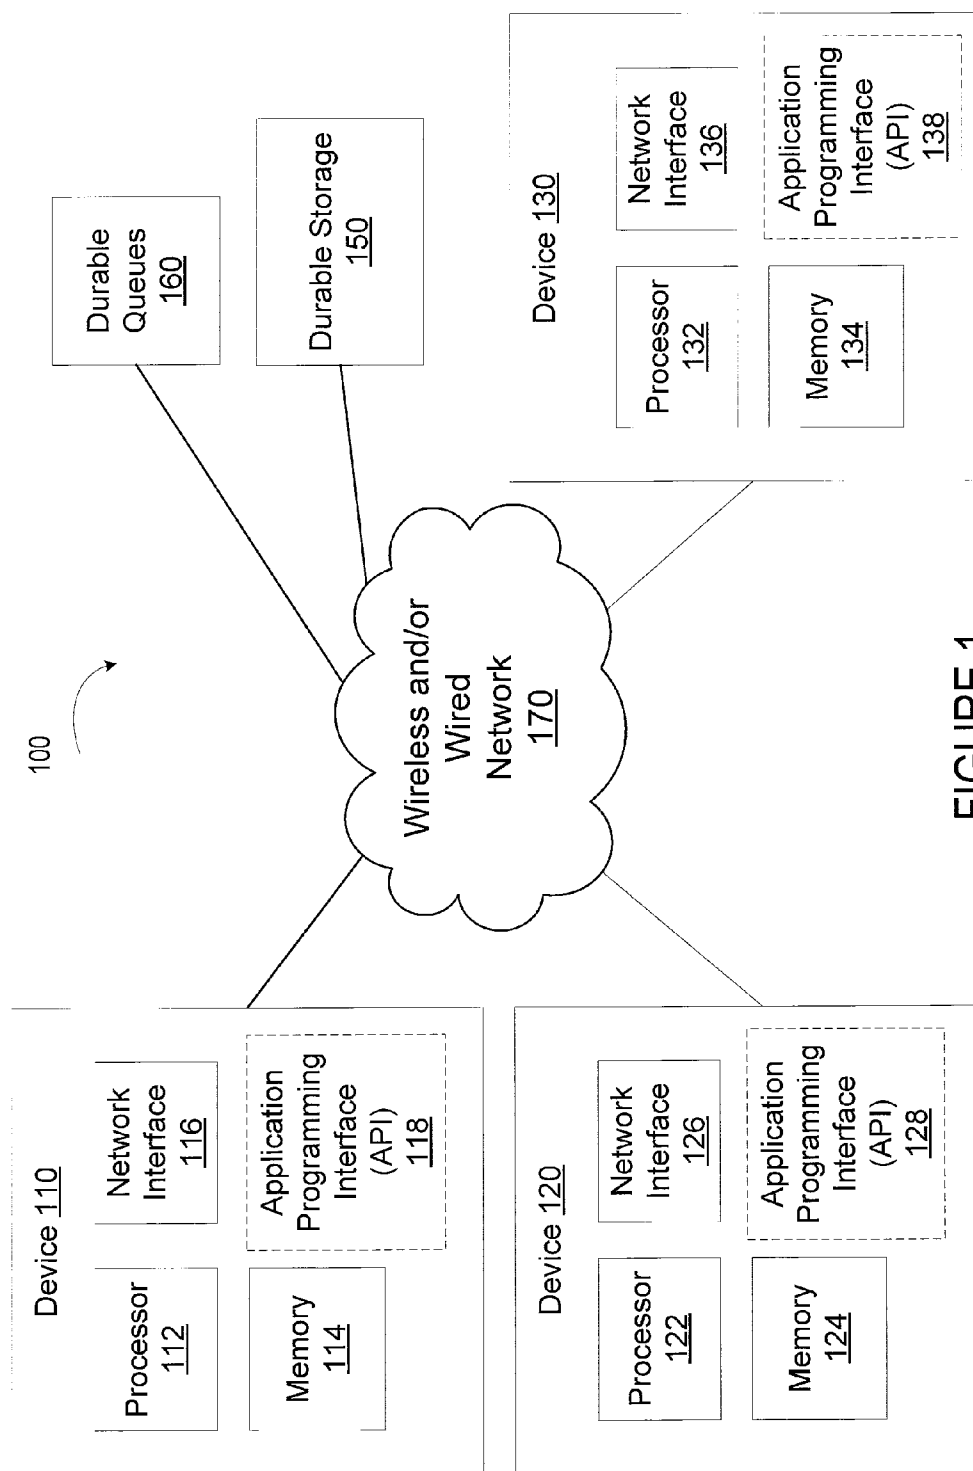 100
Device 110
Processor
112
Network
Interface
116
Memory
114
Application
Programming
Interface
(API)
118
Device 120
Processor
122
Network
Interface
126
Memory
124
Application
Programming
Interface
(API)
128
Wireless and/or
Wired
Network
170
Durable
Queues
160
Durable Storage
150
Device 130
Processor
132
Network
Interface
136
Memory
134
Application
Programming
Interface
(API)
138
FIGURE 1